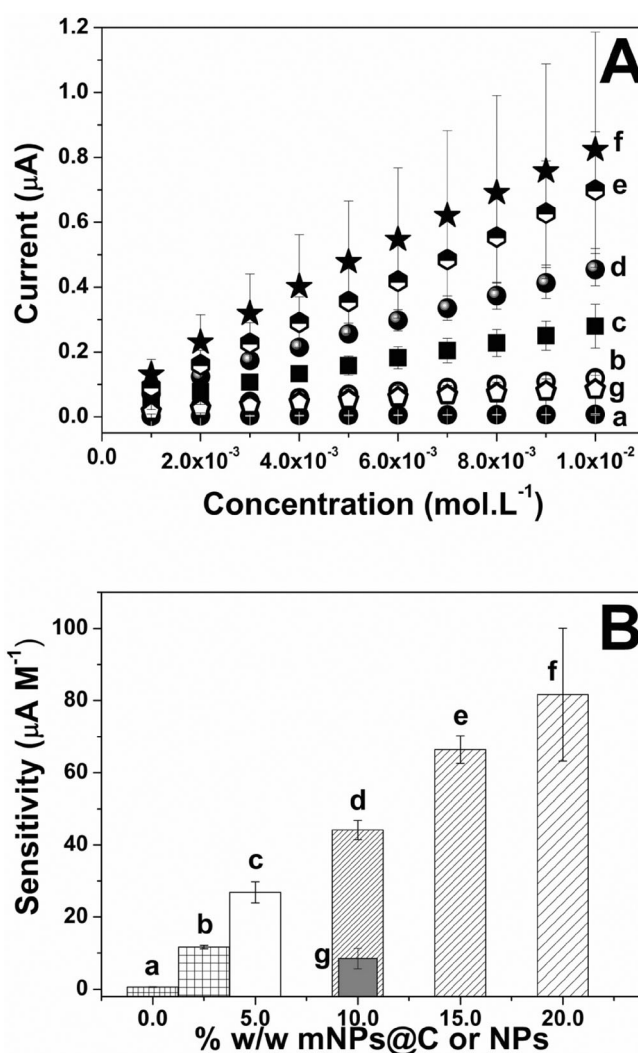 A
Current (μA)
1.2
1.0
0.8
0.6
0.4
0.2
0.0
f
e
d
c
b
g
a
0.0 2.0x10⁻³ 4.0x10⁻³ 6.0x10⁻³ 8.0x10⁻³ 1.0x10⁻²
Concentration (mol.L⁻¹)
B
Sensitivity (μA M⁻¹)
100
80
60
40
20
0
a
b
c
d
g
e
f
0.0 2.5 5.0 10.0 15.0 20.0
% w/w mNPs@C or NPs